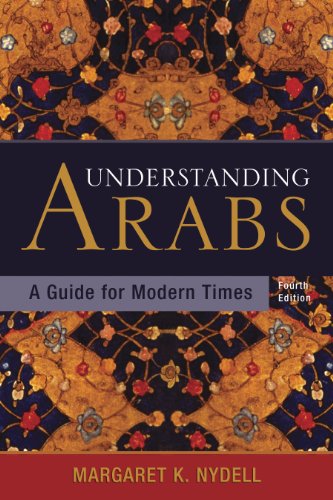 UNDERSTANDING
ARABS
A Guide for Modern Times
Fourth
Edition
MARGARET K. NYDELL